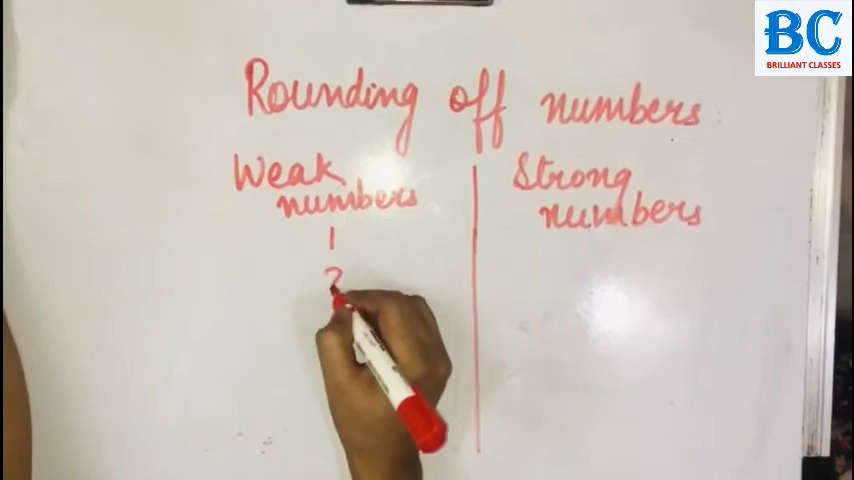 BC
BRILLIANT CLASSES
Rounding off numbers
Weak
numbers
1
2
Strong
numbers